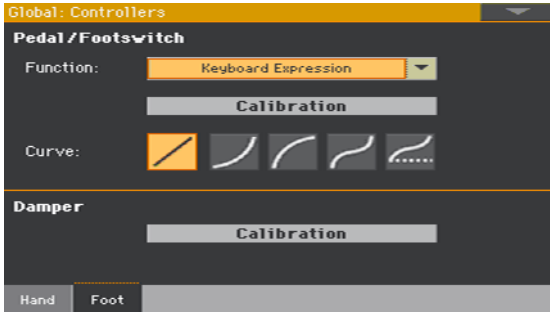 Global: Controllers
Pedal/Footswitch
Function: Keyboard Expression
Calibration
Curve:
Damper
Calibration
Hand Foot